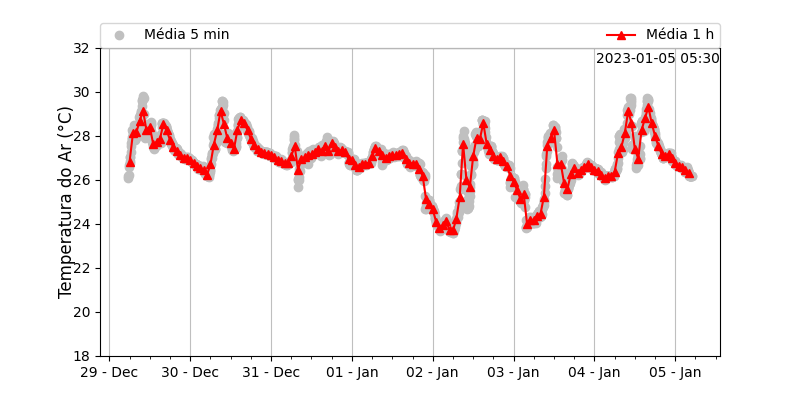 Média 5 min
Média 1 h
2023-01-05 05:30
Temperatura do Ar (°C)
32
30
28
26
24
22
20
18
29 - Dec
30 - Dec
31 - Dec
01 - Jan
02 - Jan
03 - Jan
04 - Jan
05 - Jan